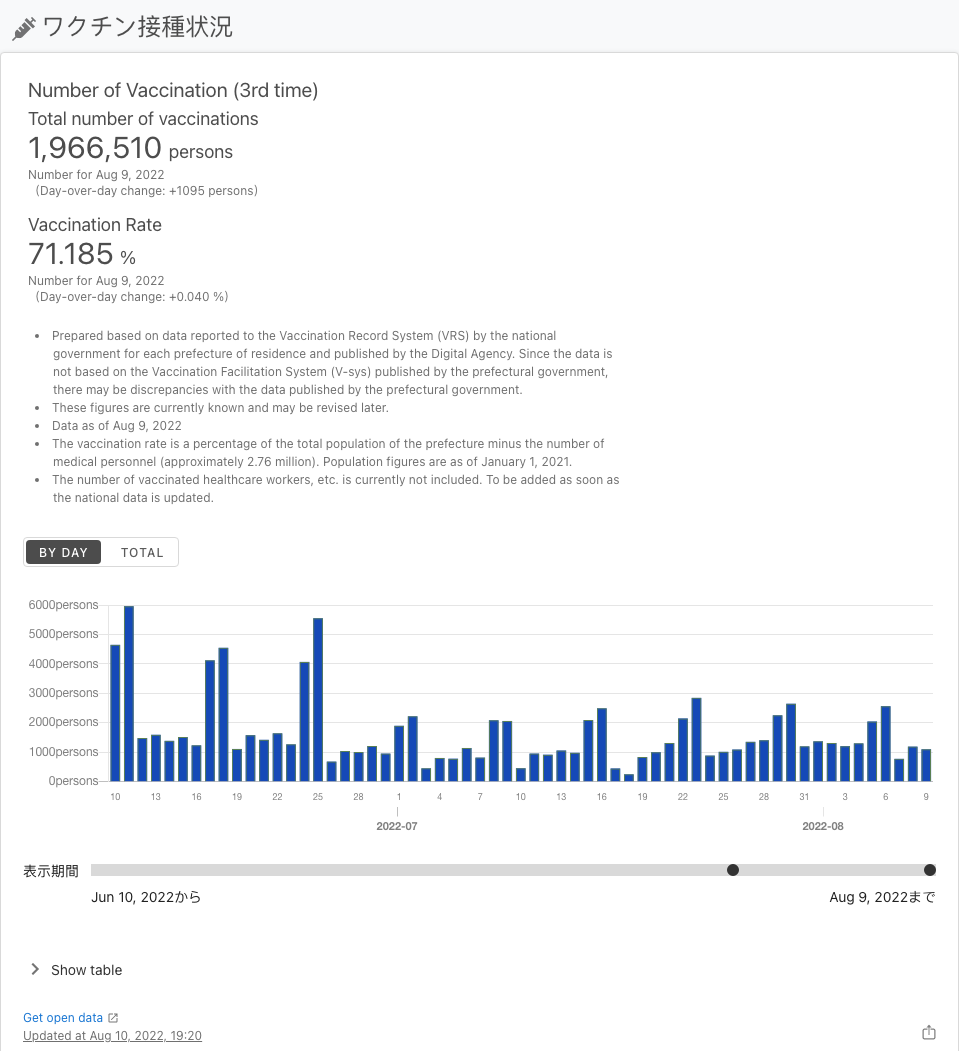 ワクチン接種状況
Number of Vaccination (3rd time)
Total number of vaccinations
1,966,510 persons
Number for Aug 9, 2022
(Day-over-day change: +1095 persons)
Vaccination Rate
71.185 %
Number for Aug 9, 2022
(Day-over-day change: +0.040 %)
• Prepared based on data reported to the Vaccination Record System (VRS) by the national
government for each prefecture of residence and published by the Digital Agency. Since the data is
not based on the Vaccination Facilitation System (V-sys) published by the prefectural government,
there may be discrepancies with the data published by the prefectural government.
• These figures are currently known and may be revised later.
• Data as of Aug 9, 2022
• The vaccination rate is a percentage of the total population of the prefecture minus the number of
medical personnel (approximately 2.76 million). Population figures are as of January 1, 2021.
• The number of vaccinated healthcare workers, etc. is currently not included. To be added as soon as
the national data is updated.
BY DAY TOTAL
6000persons
5000persons
4000persons
3000persons
2000persons
1000persons
0persons
10 13 16 19 22 25 28 1 4 7 10 13 16 19 22 25 28 31 3 6 9
2022-07 2022-08
表示期間
Jun 10, 2022から Aug 9, 2022まで
Show table
Get open data
Updated at Aug 10, 2022, 19:20